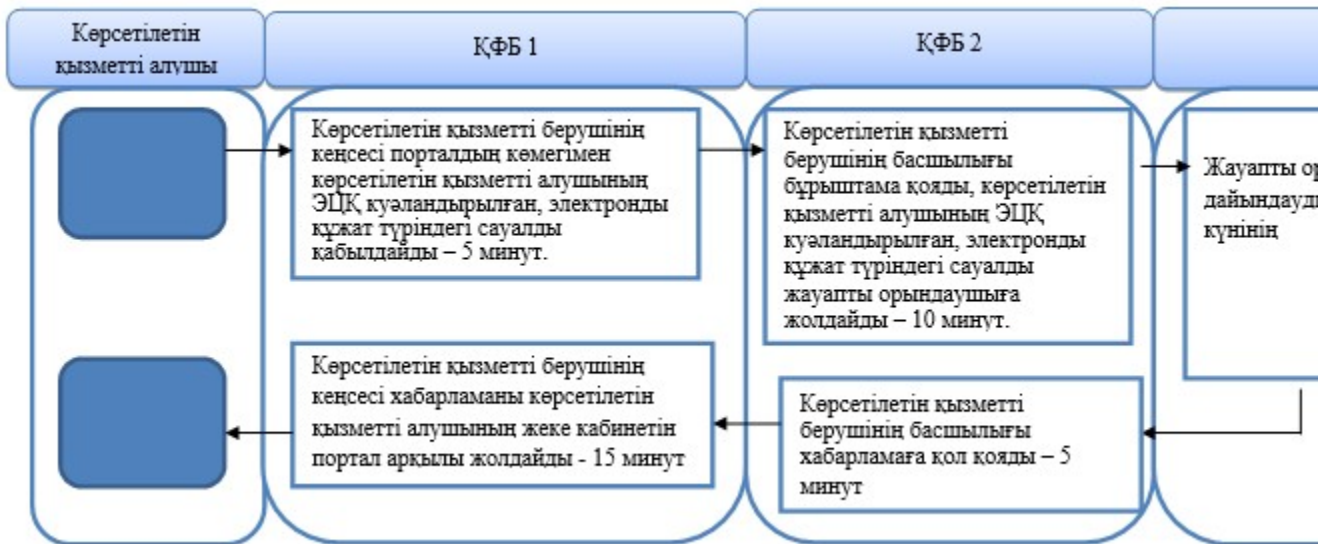 Көрсетілетін
қызметті алушы
ҚФБ 1
ҚФБ 2
Көрсетілетін қызметті берушінің
кеңсесі порталдың көмегімен
көрсетілетін қызметті алушының
ЭЦҚ куәландырылған, электронды
құжат түріндегі сауалды
қабылдайды – 5 минут.
Көрсетілетін қызметті
берушінің басшылығы
бұрыштама қояды, көрсетілетін
қызметті алушының ЭЦҚ
куәландырылған, электронды
құжат түріндегі сауалды
жауапты орындаушыға
жолдайды – 10 минут.
Жауапты
күнінің
Көрсетілетін қызметті берушінің
кеңсесі хабарламаны көрсетілетін
қызметті алушының жеке кабинетін
портал арқылы жолдайды - 15 минут
Көрсетілетін қызметті
берушінің басшылығы
хабарламаға қол қояды – 5
минут